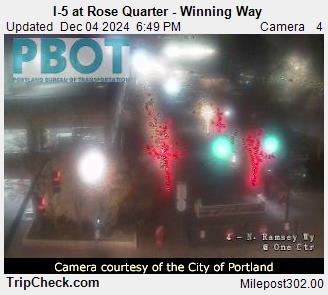 I-5 at Rose Quarter - Winning Way
Updated Dec 04 2024 6:49 PM Camera 4
PBOT
PORTLAND BUREAU OF TRANSPORTATION
4 - N. Ramsey Wy
@ One Ctr
Camera courtesy of the City of Portland
TripCheck.com Milepost302.00